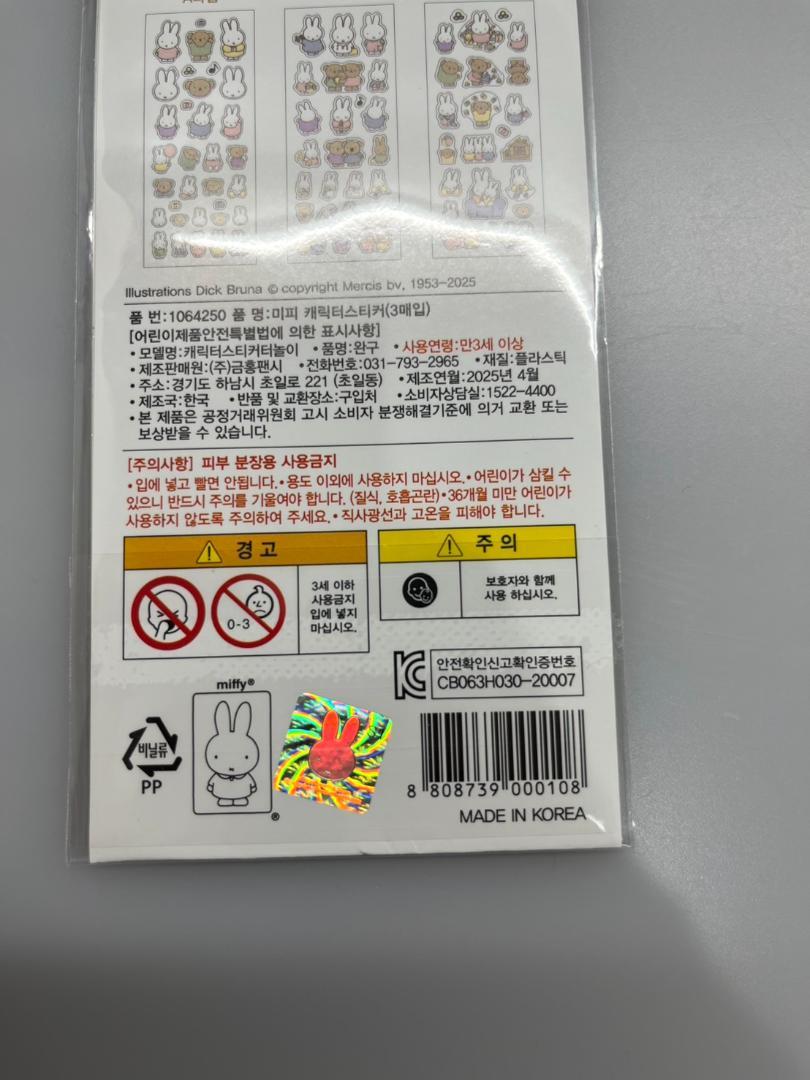 Illustrations Dick Bruna © copyright Mercis bv, 1953-2025
품 번:1064250 품 명:미피 캐릭터스티커(3매입)
[어린이제품안전특별법에 의한 표시사항]
• 모델명:캐릭터스티커터놀이 • 품명:완구 • 사용연령:만3세 이상
• 제조판매원:(주)금홍팬시 • 전화번호:031-793-2965 • 재질:플라스틱
• 주소:경기도 하남시 초일로 221 (초일동) • 제조연월:2025년 4월
• 제조국:한국 • 반품 및 교환장소:구입처 • 소비자상담실:1522-4400
• 본 제품은 공정거래위원회 고시 소비자 분쟁해결기준에 의거 교환 또는
보상받을 수 있습니다.
[주의사항] 피부 분장용 사용금지
• 입에 넣고 빨면 안됩니다. • 용도 이외에 사용하지 마십시오. • 어린이가 삼킬 수
있으니 반드시 주의를 기울여야 합니다. (질식, 호흡곤란) • 36개월 미만 어린이가
사용하지 않도록 주의하여 주세요. • 직사광선과 고온을 피해야 합니다.
경고
0-3
3세 이하
사용금지
입에 넣지
마십시오.
주의
보호자와 함께
사용 하십시오.
KC
안전확인신고확인증번호
CB063H030-20007
miffy®
비닐류
PP
®
8 808739 000108
MADE IN KOREA